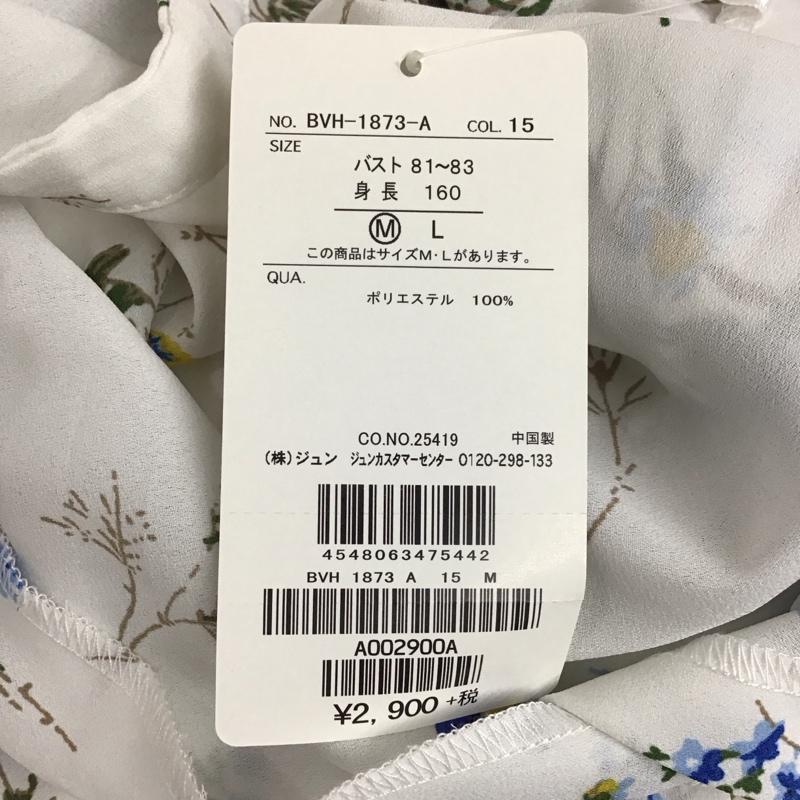 NO. BVH-1873-A COL. 15
SIZE
バスト 81~83
身長 160
M L
この商品はサイズM・Lがあります。
QUA.
ポリエステル 100%
CO.NO.25419 中国製
(株)ジュン ジュンカスタマーセンター 0120-298-133
4548063475442
BVH 1873 A 15 M
A002900A
¥2,900+税